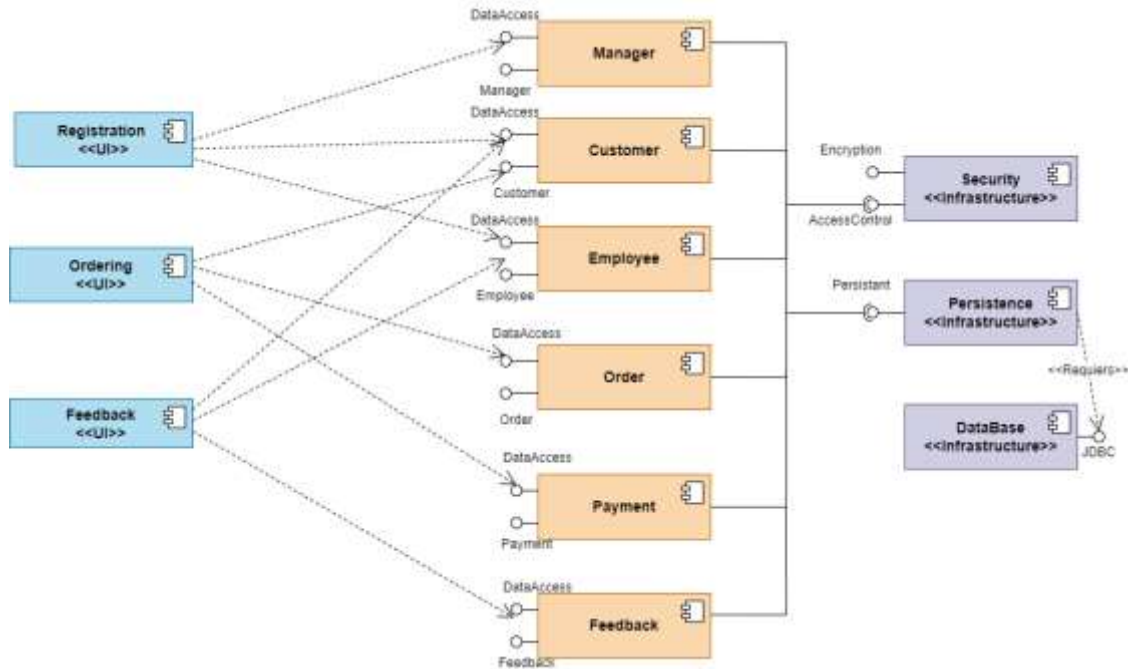 DataAccess
Manager
Manager
DataAccess
Registration
<<UI>>
Customer
Encryption
Security
<<Infrastructure>>
Customer
DataAccess
AccessControl
Ordering
<<UI>>
Employee
Employee
Persistant
Persistence
<<Infrastructure>>
DataAccess
Order
<<Requiers>>
Feedback
<<UI>>
Order
DataBase
<<Infrastructure>>
JDBC
DataAccess
Payment
Payment
DataAccess
Feedback
Feedback